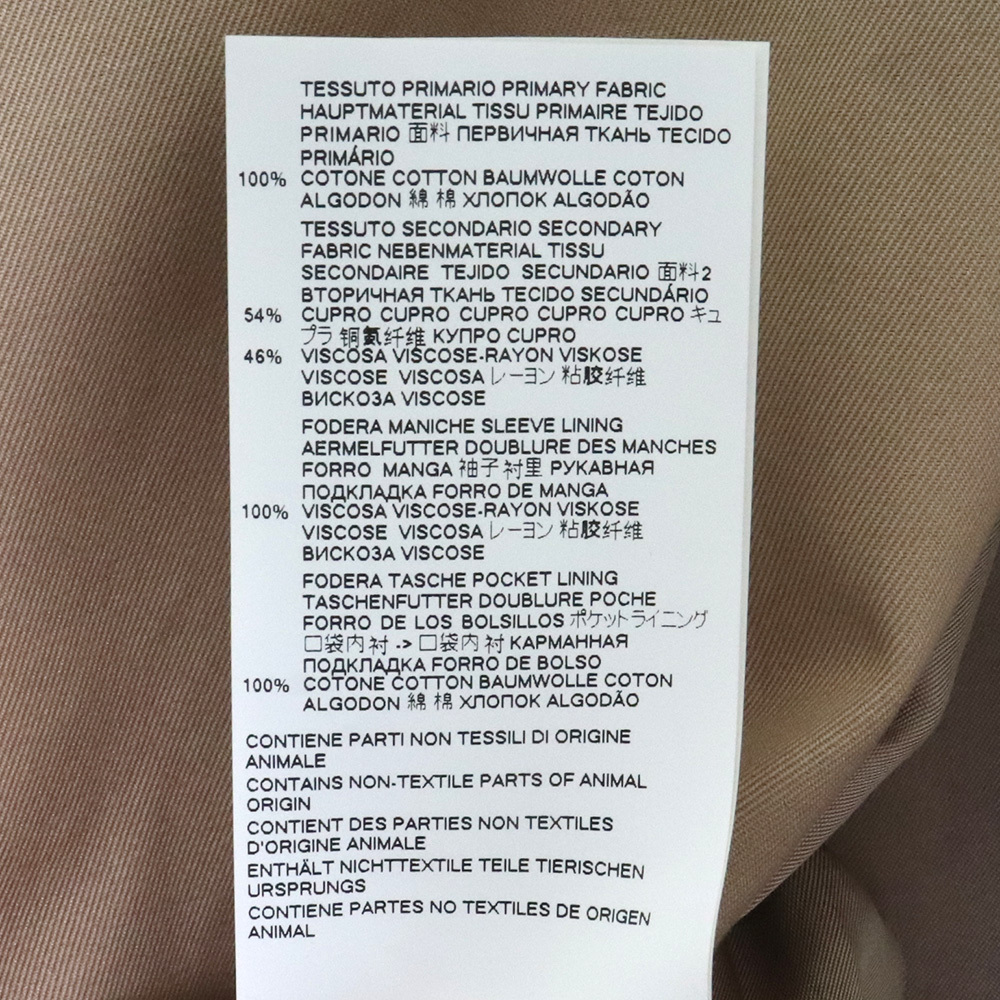 TESSUTO PRIMARIO PRIMARY FABRIC
HAUPTMATERIAL TISSU PRIMAIRE TEJIDO
PRIMARIO 面料 ПЕРВИЧНАЯ ТКАНЬ TECIDO
PRIMÁRIO
100% COTONE COTTON BAUMWOLLE COTON
ALGODON 綿 棉 ХЛОПОК ALGODÃO
TESSUTO SECONDARIO SECONDARY
FABRIC NEBENMATERIAL TISSU
SECONDAIRE TEJIDO SECUNDARIO 面料2
ВТОРИЧНАЯ ТКАНЬ TECIDO SECUNDÁRIO
54% CUPRO CUPRO CUPRO CUPRO CUPRO キュ
プラ 铜氨纤维 КУПРО CUPRO
46% VISCOSA VISCOSE-RAYON VISKOSE
VISCOSE VISCOSA レーヨン 粘胶纤维
ВИСКОЗА VISCOSE
FODERA MANICHE SLEEVE LINING
AERMELFUTTER DOUBLURE DES MANCHES
FORRO MANGA 袖子衬里 РУКАВНАЯ
ПОДКЛАДКА FORRO DE MANGA
100% VISCOSA VISCOSE-RAYON VISKOSE
VISCOSE VISCOSA レーヨン 粘胶纤维
ВИСКОЗА VISCOSE
FODERA TASCHE POCKET LINING
TASCHENFUTTER DOUBLURE POCHE
FORRO DE LOS BOLSILLOS ポケットライニング
口袋内衬 -> 口袋内衬 КАРМАННАЯ
ПОДКЛАДКА FORRO DE BOLSO
100% COTONE COTTON BAUMWOLLE COTON
ALGODON 綿 棉 ХЛОПОК ALGODÃO
CONTIENE PARTI NON TESSILI DI ORIGINE
ANIMALE
CONTAINS NON-TEXTILE PARTS OF ANIMAL
ORIGIN
CONTIENT DES PARTIES NON TEXTILES
D'ORIGINE ANIMALE
ENTHÄLT NICHTTEXTILE TEILE TIERISCHEN
URSPRUNGS
CONTIENE PARTES NO TEXTILES DE ORIGEN
ANIMAL